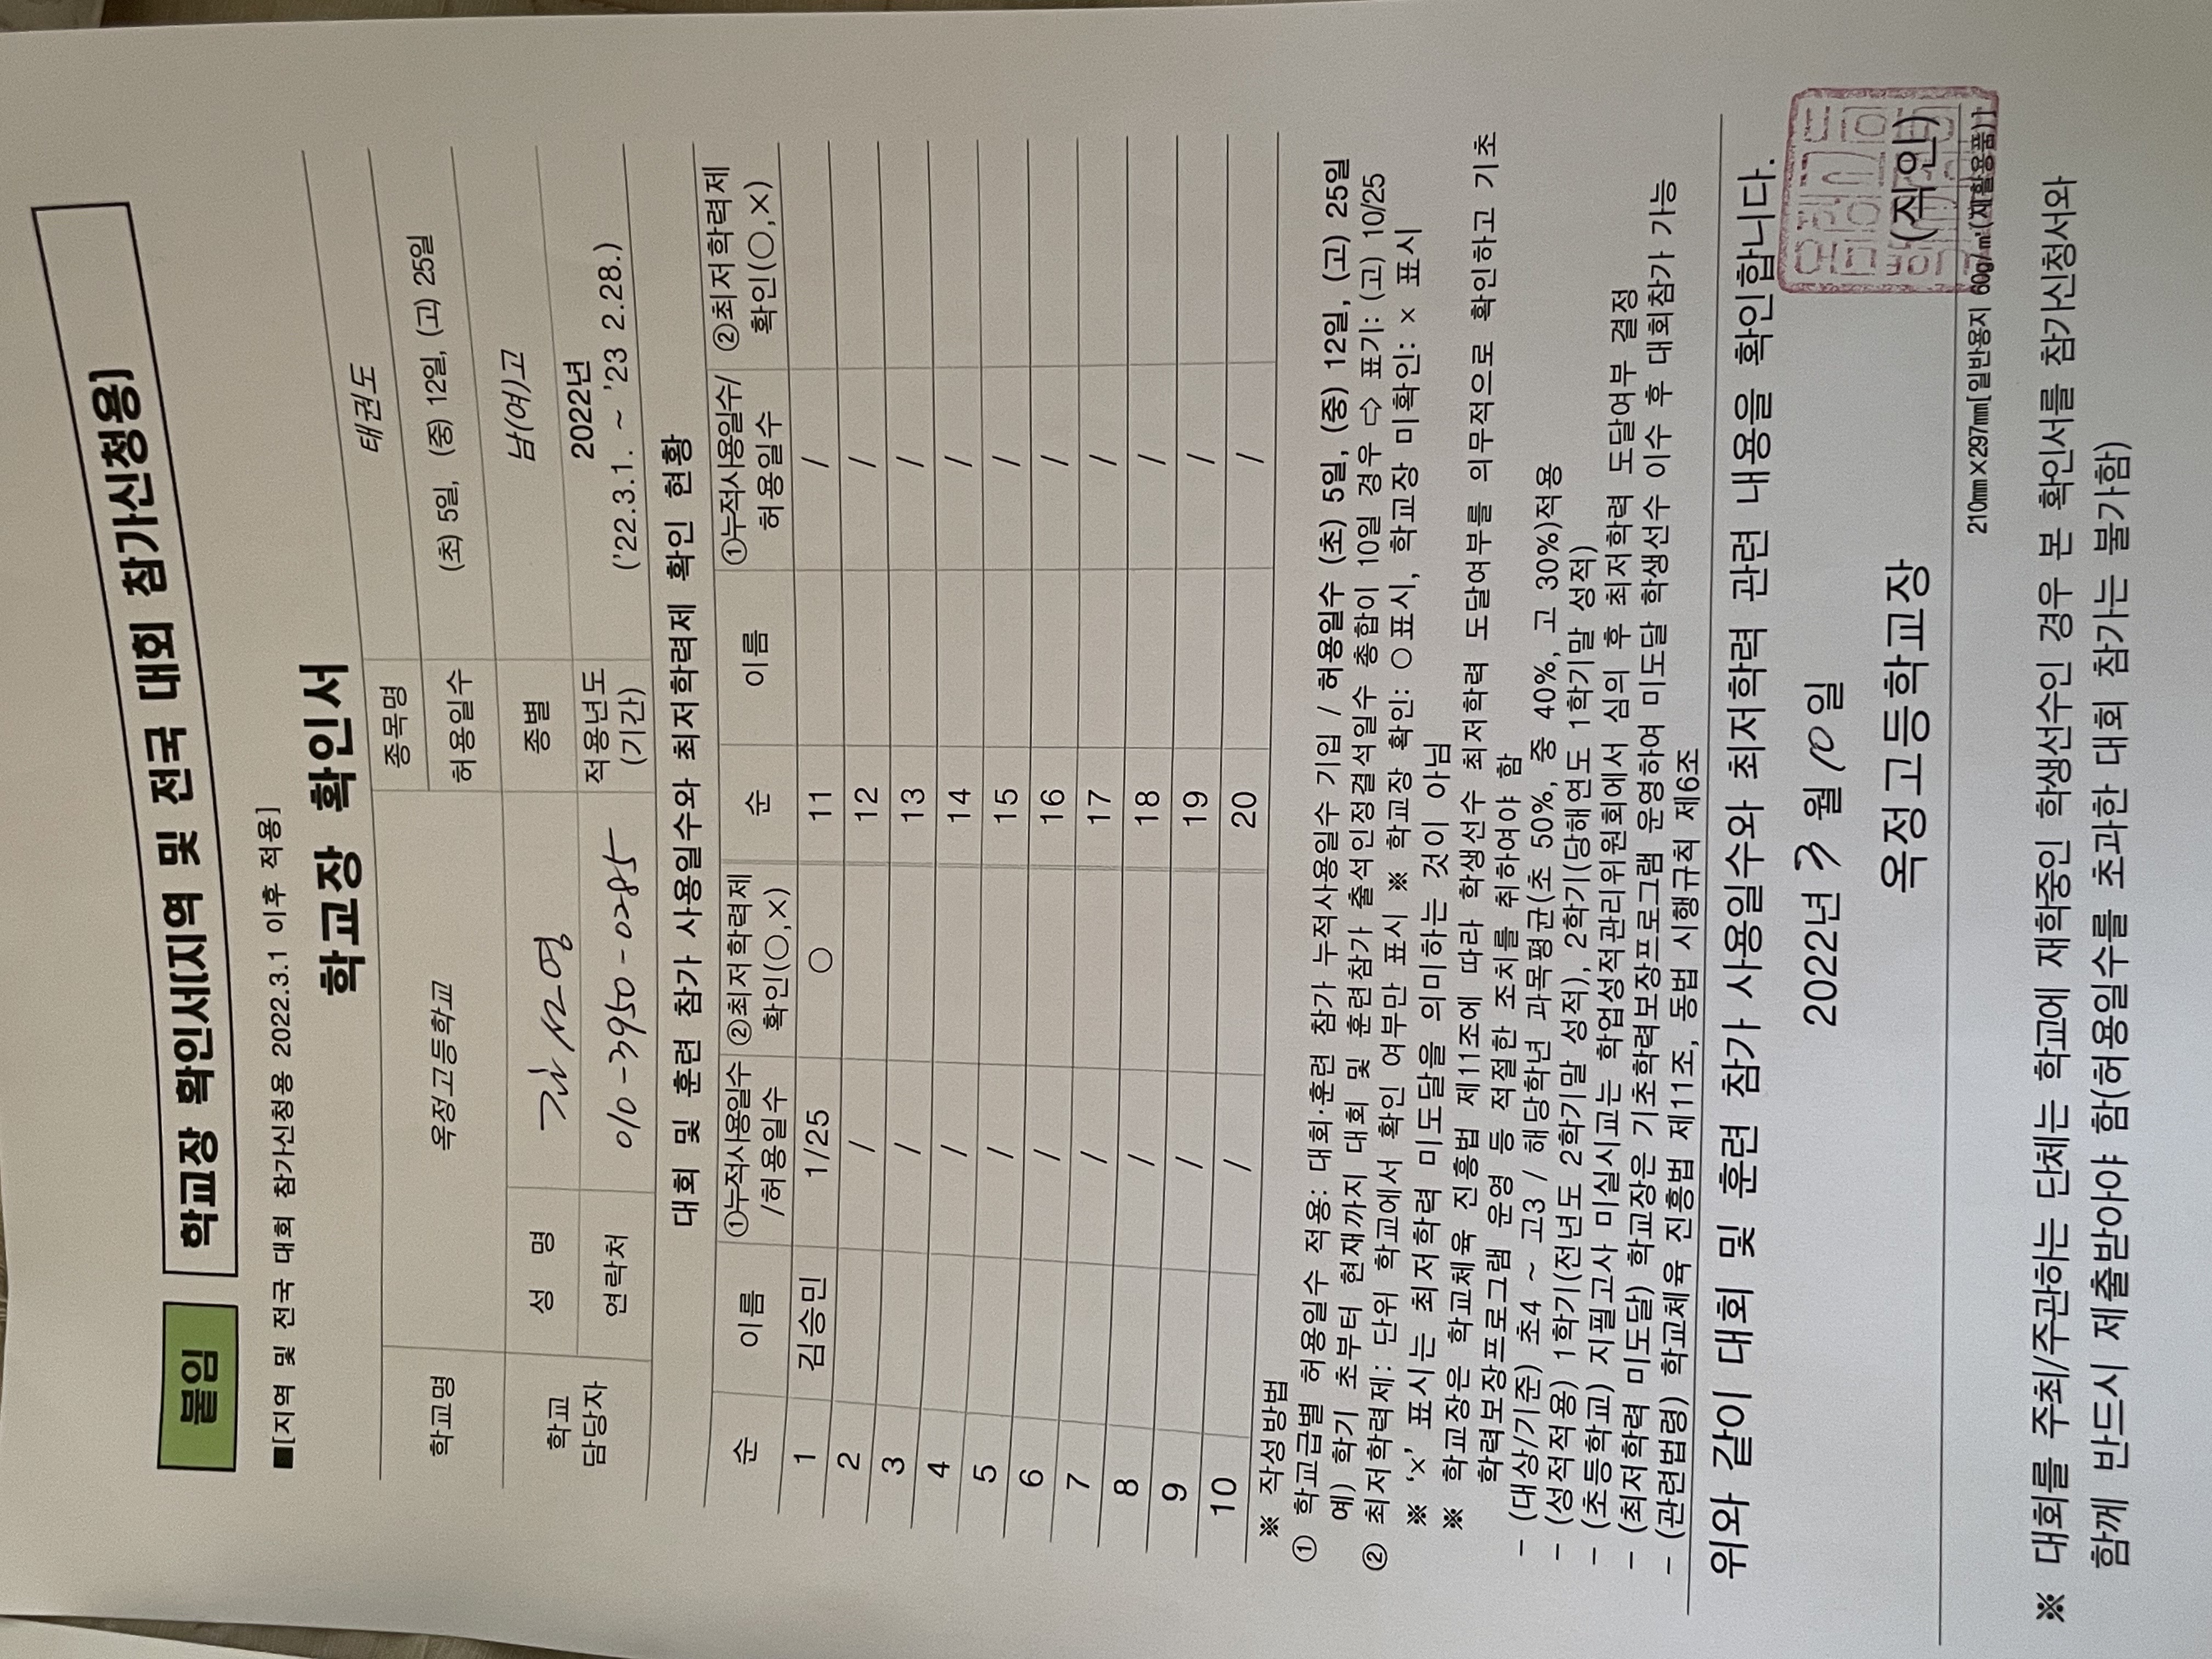 붙임 학교장 확인서(지역 및 전국 대회 참가신청용)
■[지역 및 전국 대회 참가신청용 2022.3.1 이후 적용]
학교장 확인서
학교명 옥정고등학교 종목명 태권도
허용일수 (초) 5일, (중) 12일, (고) 25일
학교 담당자 성 명 김선영 종별 남(여)고
연락처 010-3950-0285 적용년도 (기간) 2022년 ('22.3.1. ~ '23 2.28.)
대회 및 훈련 참가 사용일수와 최저학력제 확인 현황
순 이름 ①누적사용일수/허용일수 ②최저학력제 확인(○,×) 순 이름 ①누적사용일수/허용일수 ②최저학력제 확인(○,×)
1 김승민 1/25 ○ 11 /
2 / 12 /
3 / 13 /
4 / 14 /
5 / 15 /
6 / 16 /
7 / 17 /
8 / 18 /
9 / 19 /
10 / 20 /
※ 작성방법
① 학교급별 허용일수 적용: 대회·훈련 참가 누적사용일수 기입 / 허용일수 (초) 5일, (중) 12일, (고) 25일
예) 학기 초부터 현재까지 대회 및 훈련참가 출석인정결석일수 총합이 10일 경우 ⇨ 표기: (고) 10/25
② 최저학력제: 단위 학교에서 확인 여부만 표시 ※ 학교장 확인: ○표시, 학교장 미확인: × 표시
※ '×' 표시는 최저학력 미도달을 의미하는 것이 아님
※ 학교장은 학교체육 진흥법 제11조에 따라 학생선수 최저학력 도달여부를 의무적으로 확인하고 기초
학력보장프로그램 운영 등 적절한 조치를 취하여야 함
- (대상/기준) 초4 ~ 고3 / 해당학년 과목평균(초 50%, 중 40%, 고 30%)적용
- (성적적용) 1학기(전년도 2학기말 성적), 2학기(당해연도 1학기말 성적)
- (초등학교) 지필고사 미실시교는 학업성적관리위원회에서 심의 후 최저학력 도달여부 결정
- (최저학력 미도달) 학교장은 기초학력보장프로그램 운영하여 미도달 학생선수 이수 후 대회참가 가능
- (관련법령) 학교체육 진흥법 제11조, 동법 시행규칙 제6조
위와 같이 대회 및 훈련 참가 사용일수와 최저학력 관련 내용을 확인합니다.
2022년 3월 10일
옥정고등학교장 (직인)
210㎜×297㎜[일반용지 60g/㎡(재활용품)]
※ 대회를 주최/주관하는 단체는 학교에 재학중인 학생선수인 경우 본 확인서를 참가신청서와
함께 반드시 제출받아야 함(허용일수를 초과한 대회 참가는 불가함)